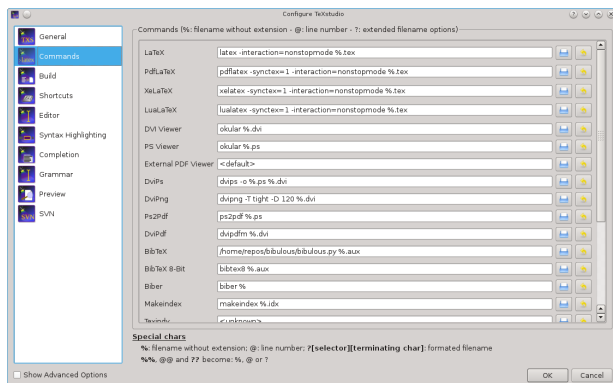 Configure TeXstudio
General
Commands
Build
Shortcuts
Editor
Syntax Highlighting
Completion
Grammar
Preview
SVN
Show Advanced Options
Commands (%: filename without extension - @: line number - ?: extended filename options)
LaTeX latex -interaction=nonstopmode %.tex
PdfLaTeX pdflatex -synctex=1 -interaction=nonstopmode %.tex
XeLaTeX xelatex -synctex=1 -interaction=nonstopmode %.tex
LuaLaTeX lualatex -synctex=1 -interaction=nonstopmode %.tex
DVI Viewer okular %.dvi
PS Viewer okular %.ps
External PDF Viewer <default>
DviPs dvips -o %.ps %.dvi
DviPng dvipng -T tight -D 120 %.dvi
Ps2Pdf ps2pdf %.ps
DviPdf dvipdfm %.dvi
BibTeX /home/repos/bibulous/bibulous.py %.aux
BibTeX 8-Bit bibtex8 %.aux
Biber biber %
Makeindex makeindex %.idx
Texindy <unknown>
Special chars
%: filename without extension; @: line number; ?[selector][terminating char]: formated filename
%%, @@ and ?? become: %, @ or ?
OK Cancel